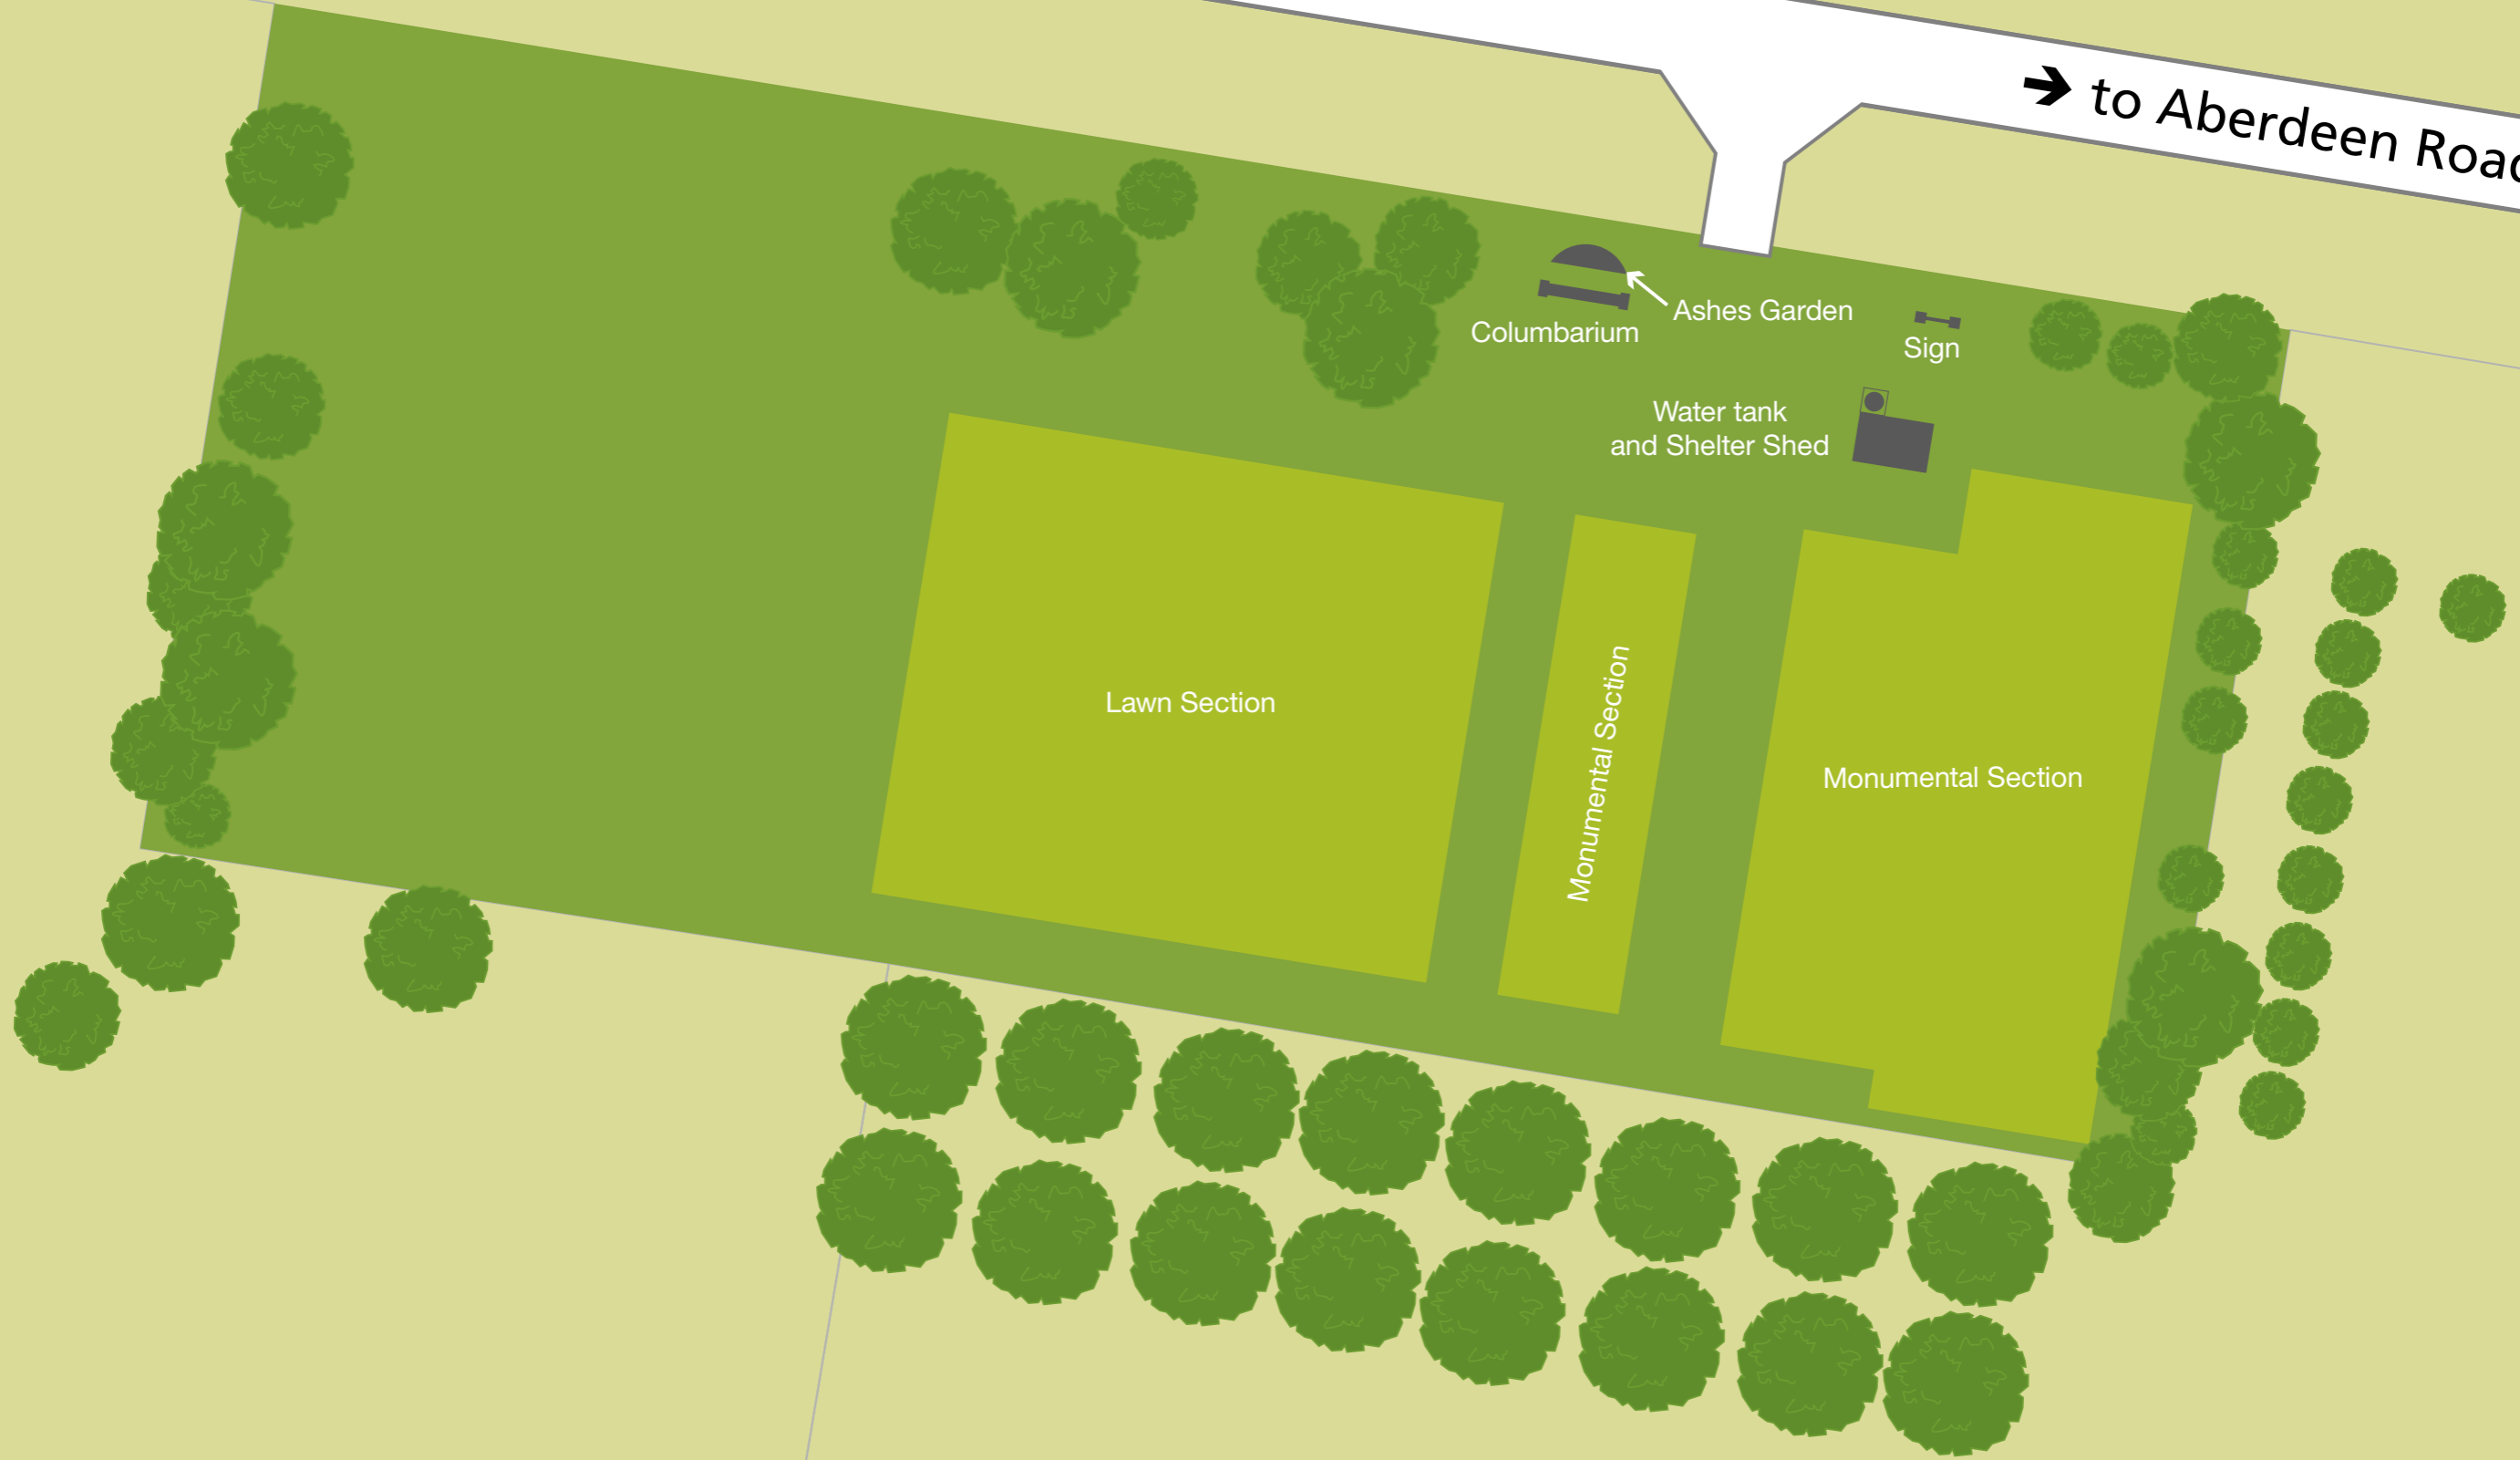 ➔ to Aberdeen Road
Ashes Garden
Columbarium
Sign
Water tank
and Shelter Shed
Lawn Section
Monumental Section
Monumental Section